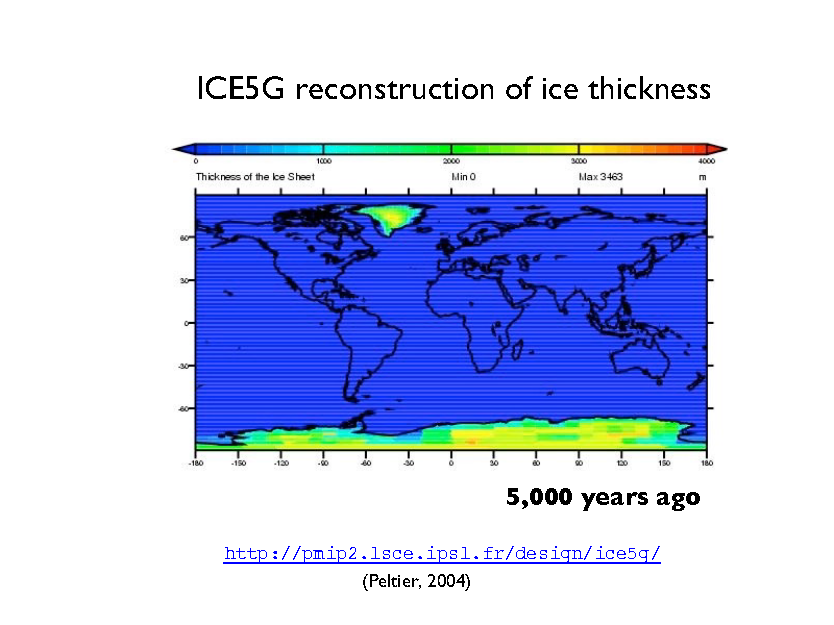 ICE5G reconstruction of ice thickness
0 1000 2000 3000 4000
Thickness of the Ice Sheet Min 0 Max 3463 m
60
30
0
-30
-60
-180 -150 -120 -90 -60 -30 0 30 60 90 120 150 180
5,000 years ago
http://pmip2.lsce.ipsl.fr/design/ice5g/
(Peltier, 2004)